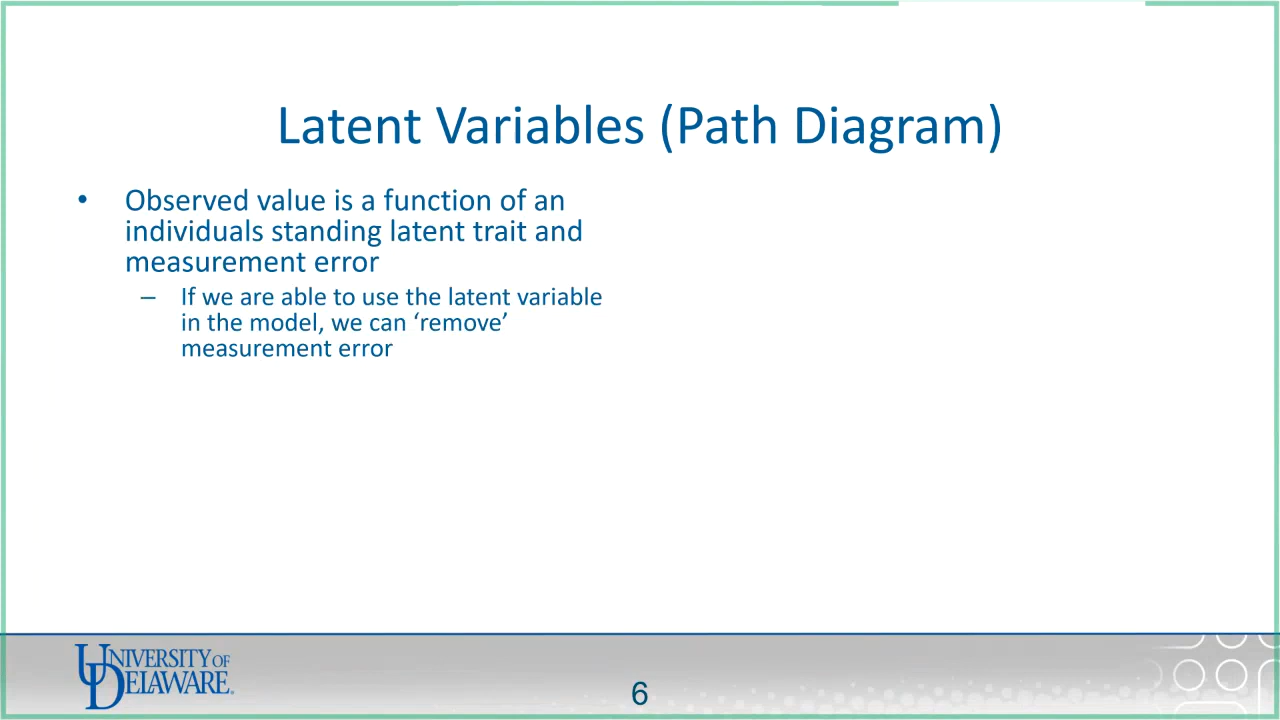 Latent Variables (Path Diagram)
• Observed value is a function of an
individuals standing latent trait and
measurement error
– If we are able to use the latent variable
in the model, we can ‘remove’
measurement error
UNIVERSITY OF
DELAWARE.
6